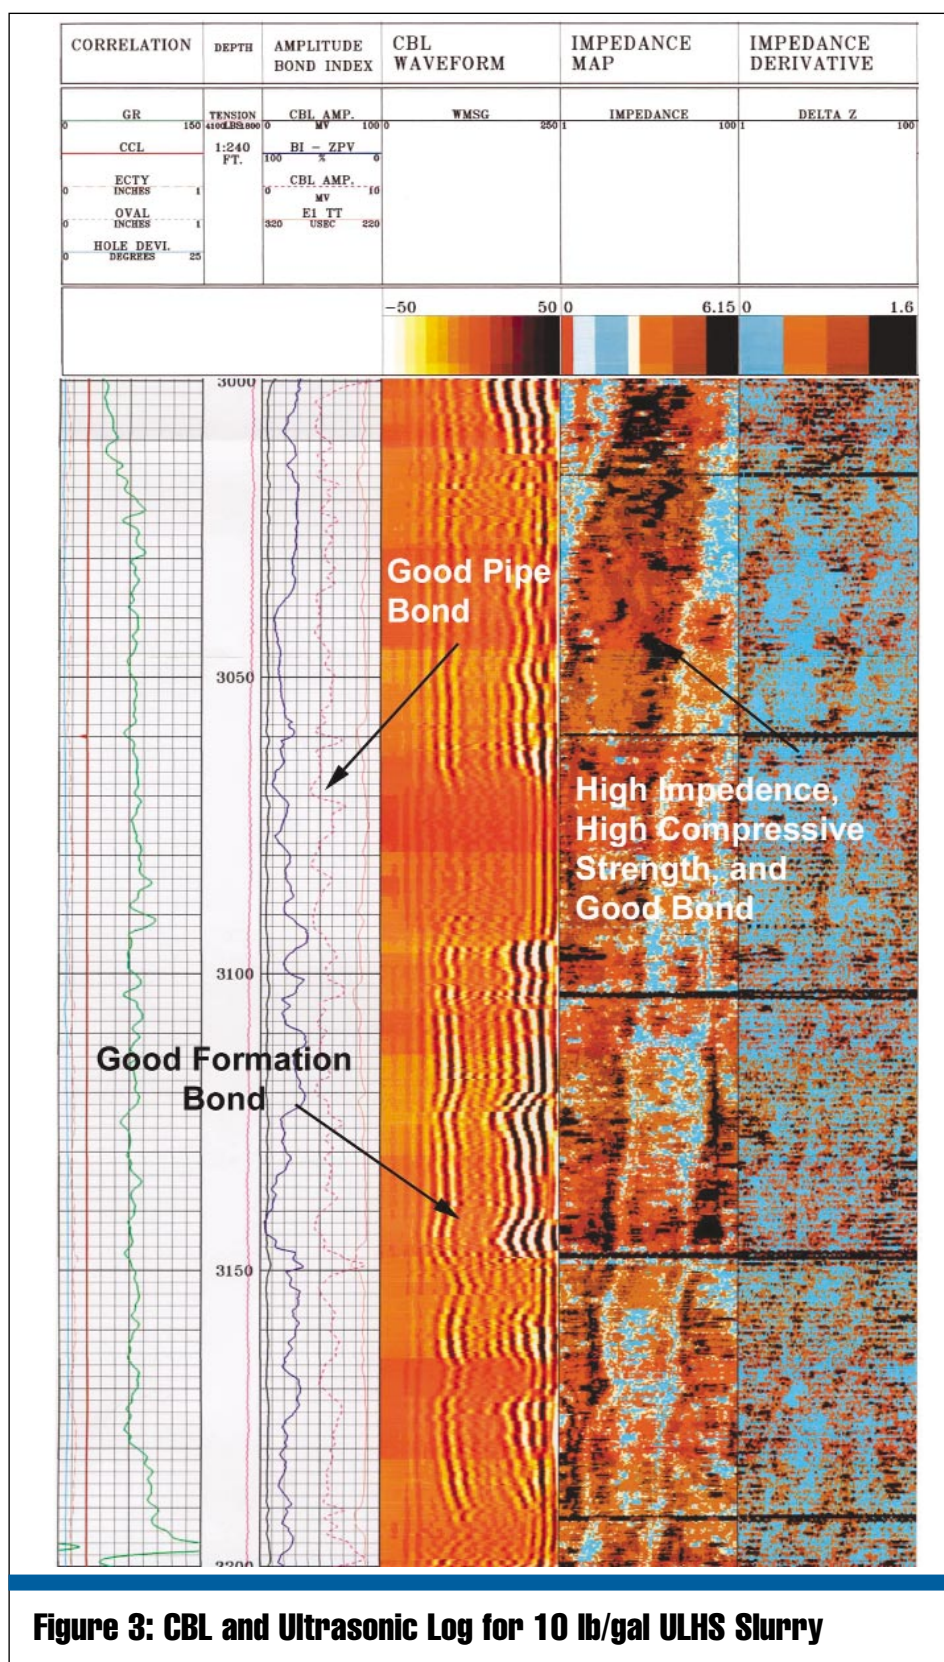 CORRELATION
DEPTH
AMPLITUDE
BOND INDEX
CBL
WAVEFORM
IMPEDANCE
MAP
IMPEDANCE
DERIVATIVE
GR
0 150
CCL
ECTY
0 INCHES 1
OVAL
0 INCHES 1
HOLE DEVI.
0 DEGREES 25
TENSION
4100 LBS 1800
1:240
FT.
CBL AMP.
0 MV 100
BI - ZPV
100 % 0
CBL AMP.
0 10
MV
E1 TT
320 USEC 220
WMSG
0 250
IMPEDANCE
1 100
DELTA Z
1 100
-50 50
0 6.15
0 1.6
3000
Good Pipe
Bond
3050
High Impedence,
High Compressive
Strength, and
Good Bond
3100
Good Formation
Bond
3150
3200
Figure 3: CBL and Ultrasonic Log for 10 lb/gal ULHS Slurry